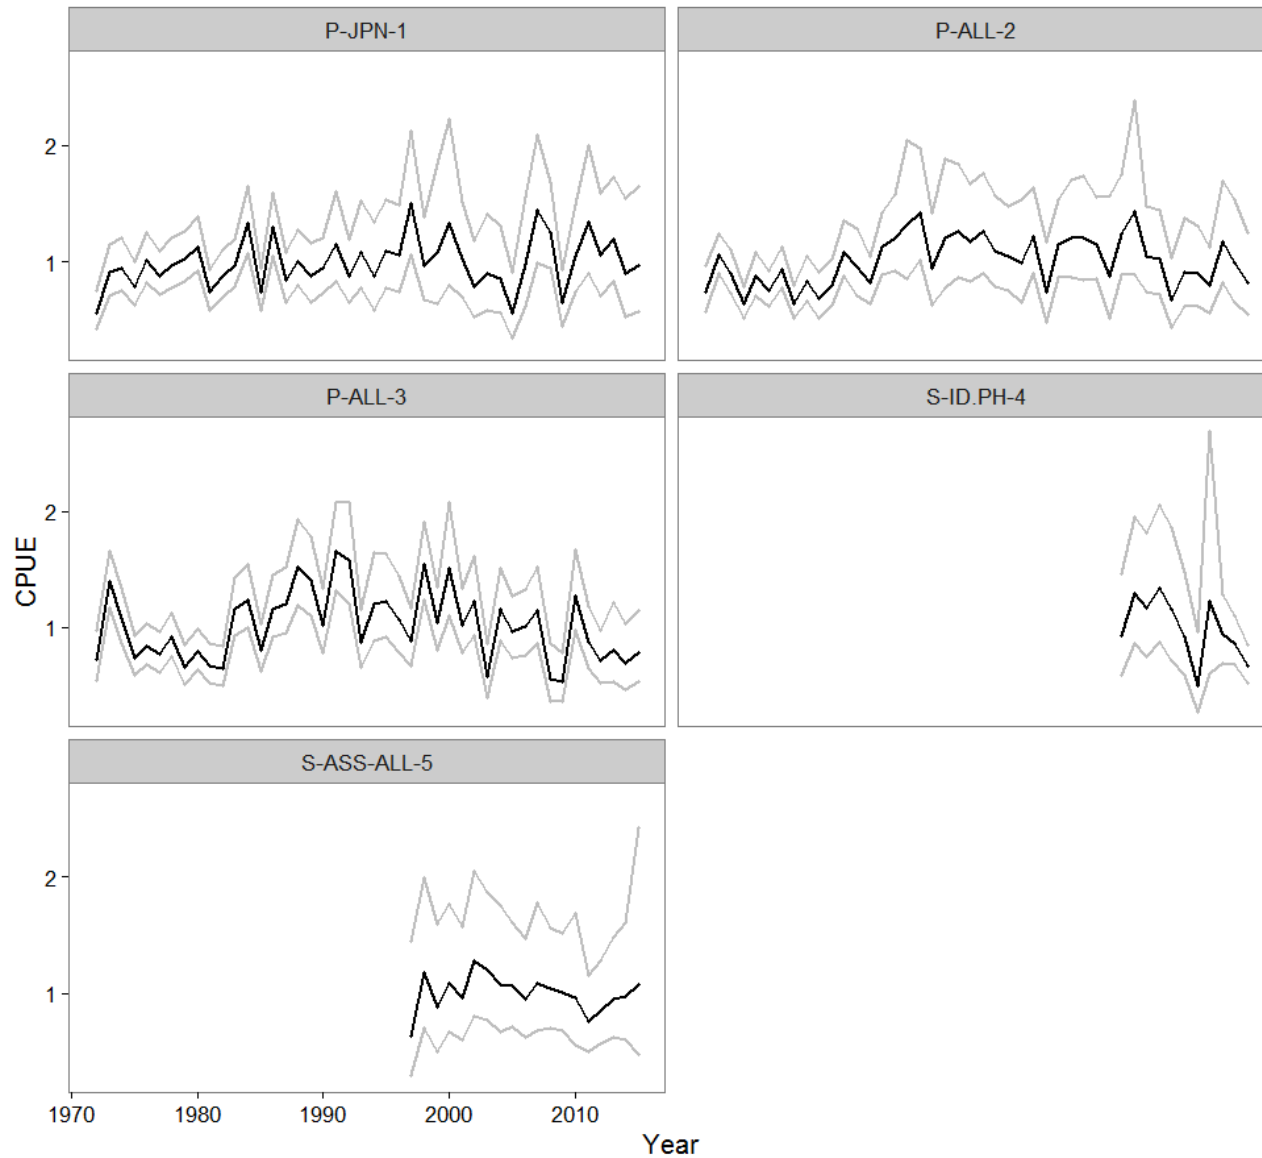 P-JPN-1
P-ALL-2
2
1
P-ALL-3
S-ID.PH-4
2
1
CPUE
S-ASS-ALL-5
2
1
1970 1980 1990 2000 2010
Year